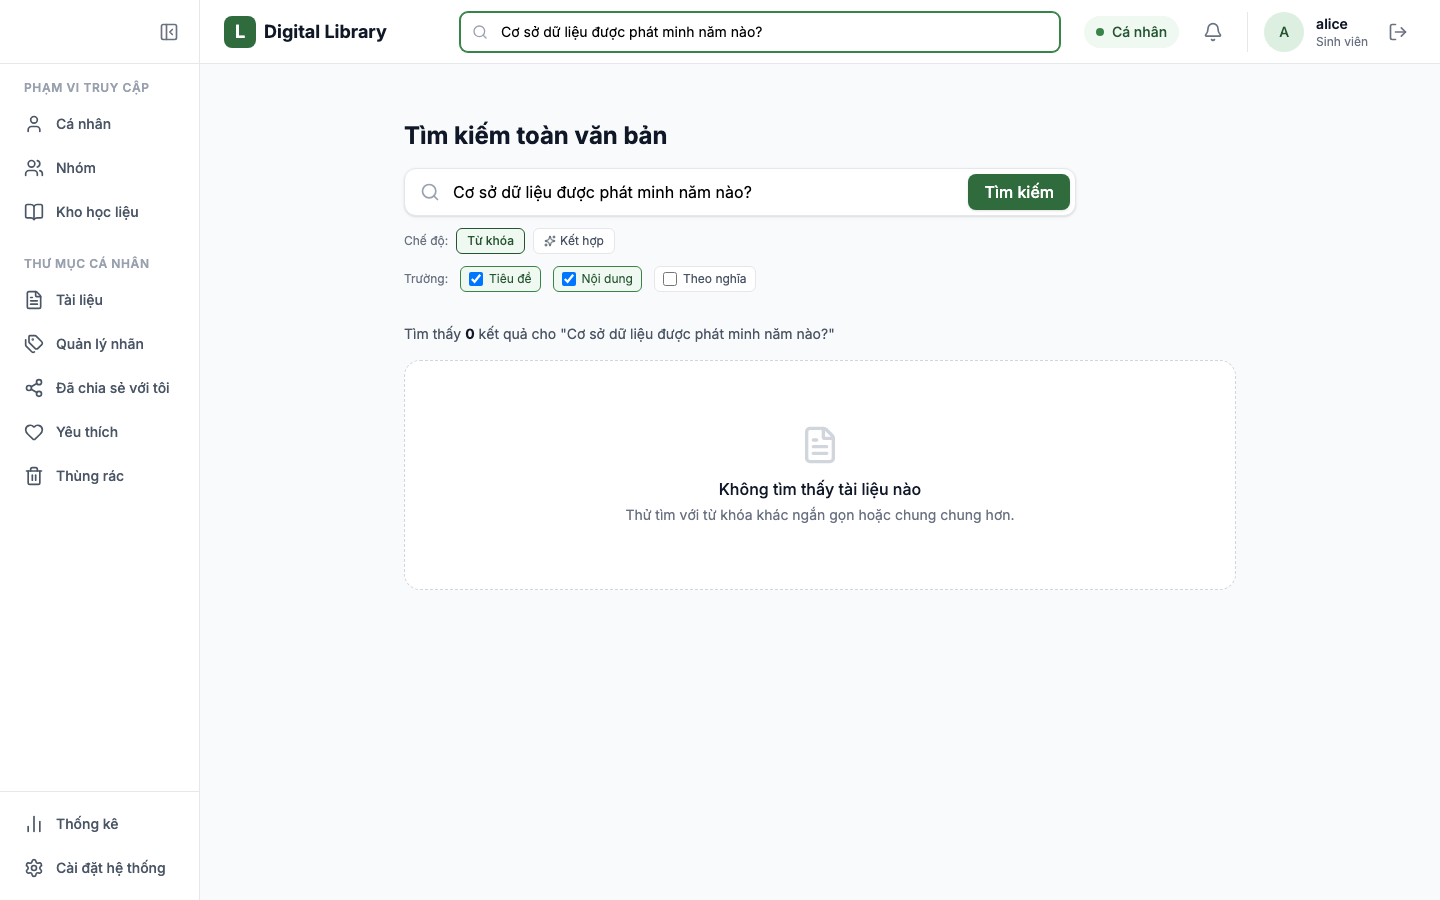 L Digital Library
Cơ sở dữ liệu được phát minh năm nào?
Cá nhân
A
alice
Sinh viên
PHẠM VI TRUY CẬP
Cá nhân
Nhóm
Kho học liệu
THƯ MỤC CÁ NHÂN
Tài liệu
Quản lý nhãn
Đã chia sẻ với tôi
Yêu thích
Thùng rác
Thống kê
Cài đặt hệ thống
Tìm kiếm toàn văn bản
Cơ sở dữ liệu được phát minh năm nào? Tìm kiếm
Chế độ: Từ khóa Kết hợp
Trường: Tiêu đề Nội dung Theo nghĩa
Tìm thấy 0 kết quả cho "Cơ sở dữ liệu được phát minh năm nào?"
Không tìm thấy tài liệu nào
Thử tìm với từ khóa khác ngắn gọn hoặc chung chung hơn.